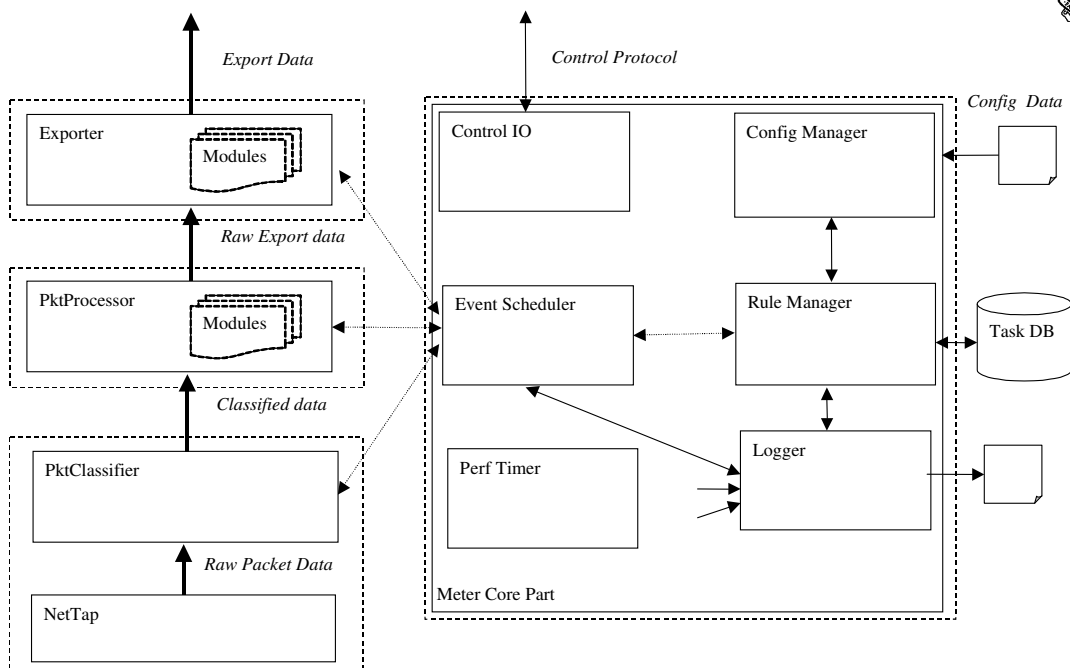 Export Data
Control Protocol
Config Data
Exporter
Modules
Control IO
Config Manager
Raw Export data
PktProcessor
Modules
Event Scheduler
Rule Manager
Task DB
Classified data
PktClassifier
Perf Timer
Logger
Raw Packet Data
NetTap
Meter Core Part